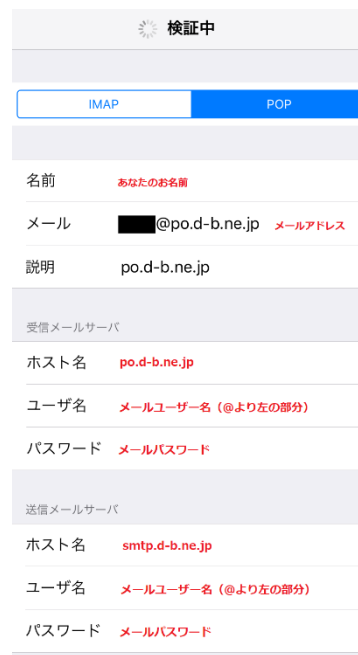 検証中
IMAP POP
名前 あなたのお名前
メール @po.d-b.ne.jp メールアドレス
説明 po.d-b.ne.jp
受信メールサーバ
ホスト名 po.d-b.ne.jp
ユーザ名 メールユーザー名（@より左の部分）
パスワード メールパスワード
送信メールサーバ
ホスト名 smtp.d-b.ne.jp
ユーザ名 メールユーザー名（@より左の部分）
パスワード メールパスワード